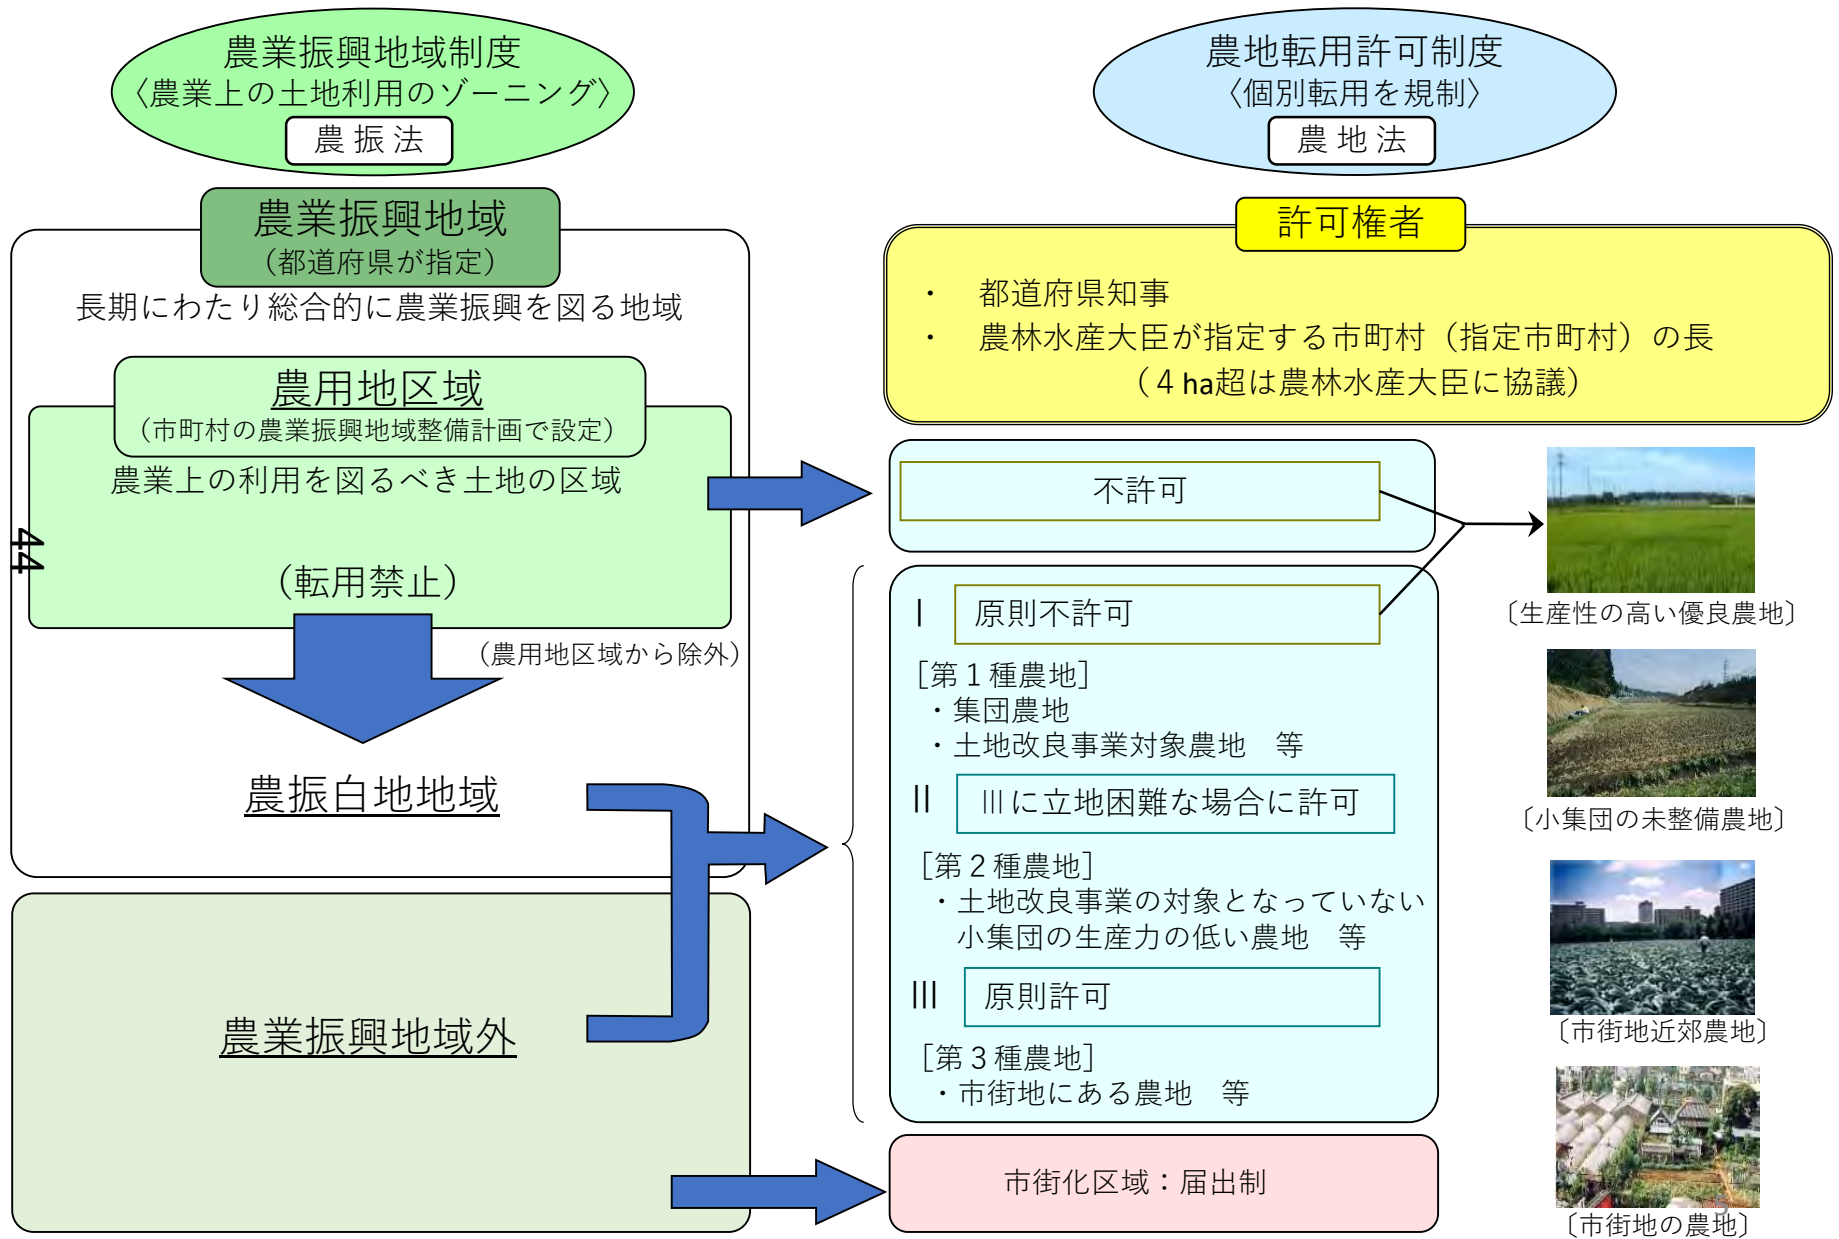 農業振興地域制度
〈農業上の土地利用のゾーニング〉
農振法
農業振興地域
（都道府県が指定）
長期にわたり総合的に農業振興を図る地域
農用地区域
（市町村の農業振興地域整備計画で設定）
農業上の利用を図るべき土地の区域
（転用禁止）
（農用地区域から除外）
農振白地地域
農業振興地域外
44
農地転用許可制度
〈個別転用を規制〉
農地法
許可権者
・　都道府県知事
・　農林水産大臣が指定する市町村（指定市町村）の長
（４ha超は農林水産大臣に協議）
不許可
Ⅰ　原則不許可
［第１種農地］
・集団農地
・土地改良事業対象農地　等
Ⅱ　Ⅲに立地困難な場合に許可
［第２種農地］
・土地改良事業の対象となっていない
小集団の生産力の低い農地　等
Ⅲ　原則許可
［第３種農地］
・市街地にある農地　等
市街化区域：届出制
〔生産性の高い優良農地〕
〔小集団の未整備農地〕
〔市街地近郊農地〕
〔市街地の農地〕